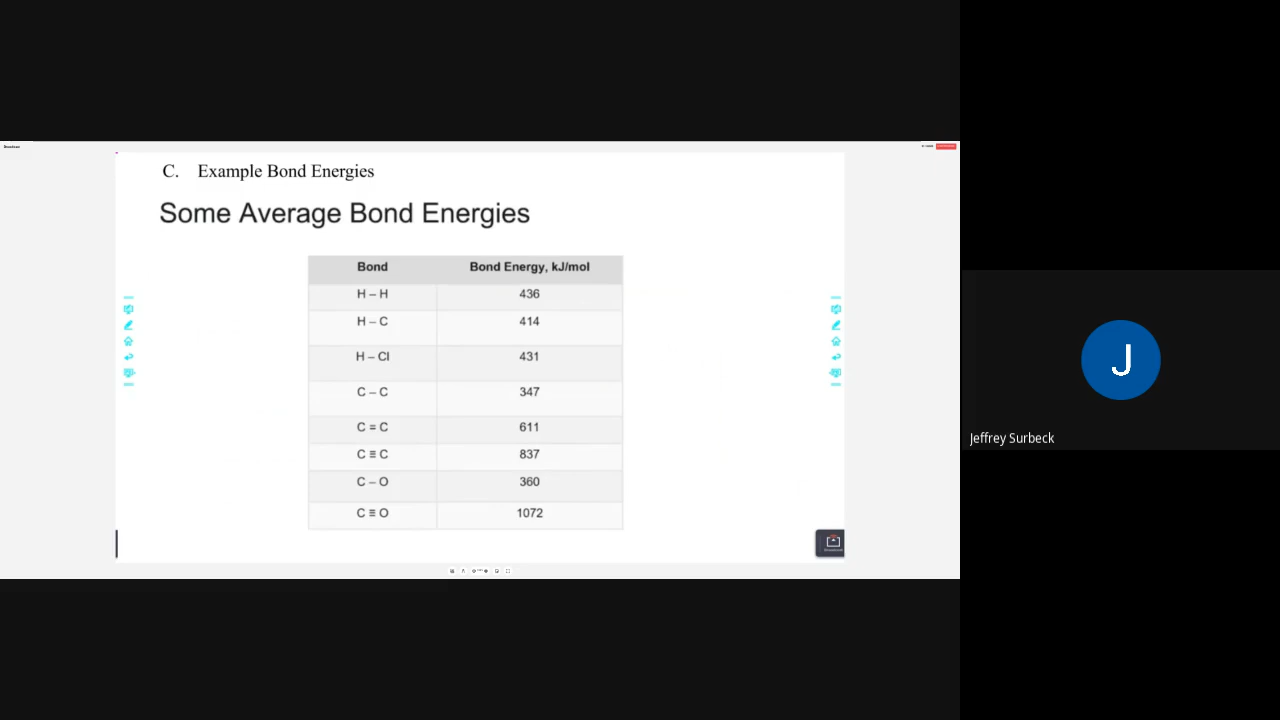 C. Example Bond Energies
Some Average Bond Energies
Bond Bond Energy, kJ/mol
H – H 436
H – C 414
H – Cl 431
C – C 347
C = C 611
C ≡ C 837
C – O 360
C ≡ O 1072
J
Jeffrey Surbeck